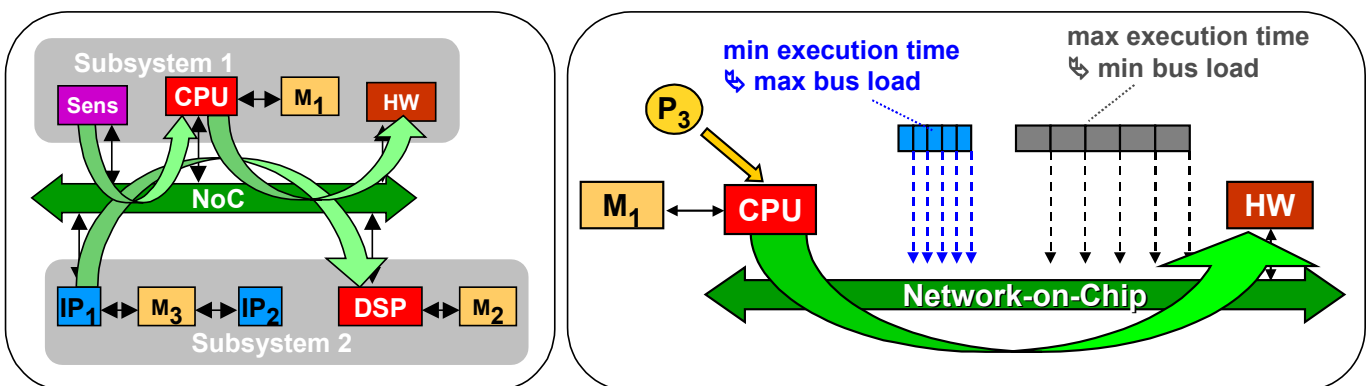 Subsystem 1
Sens
CPU
M1
HW
NoC
IP1
M3
IP2
DSP
M2
Subsystem 2
min execution time
↳ max bus load
max execution time
↳ min bus load
P3
M1
CPU
HW
Network-on-Chip